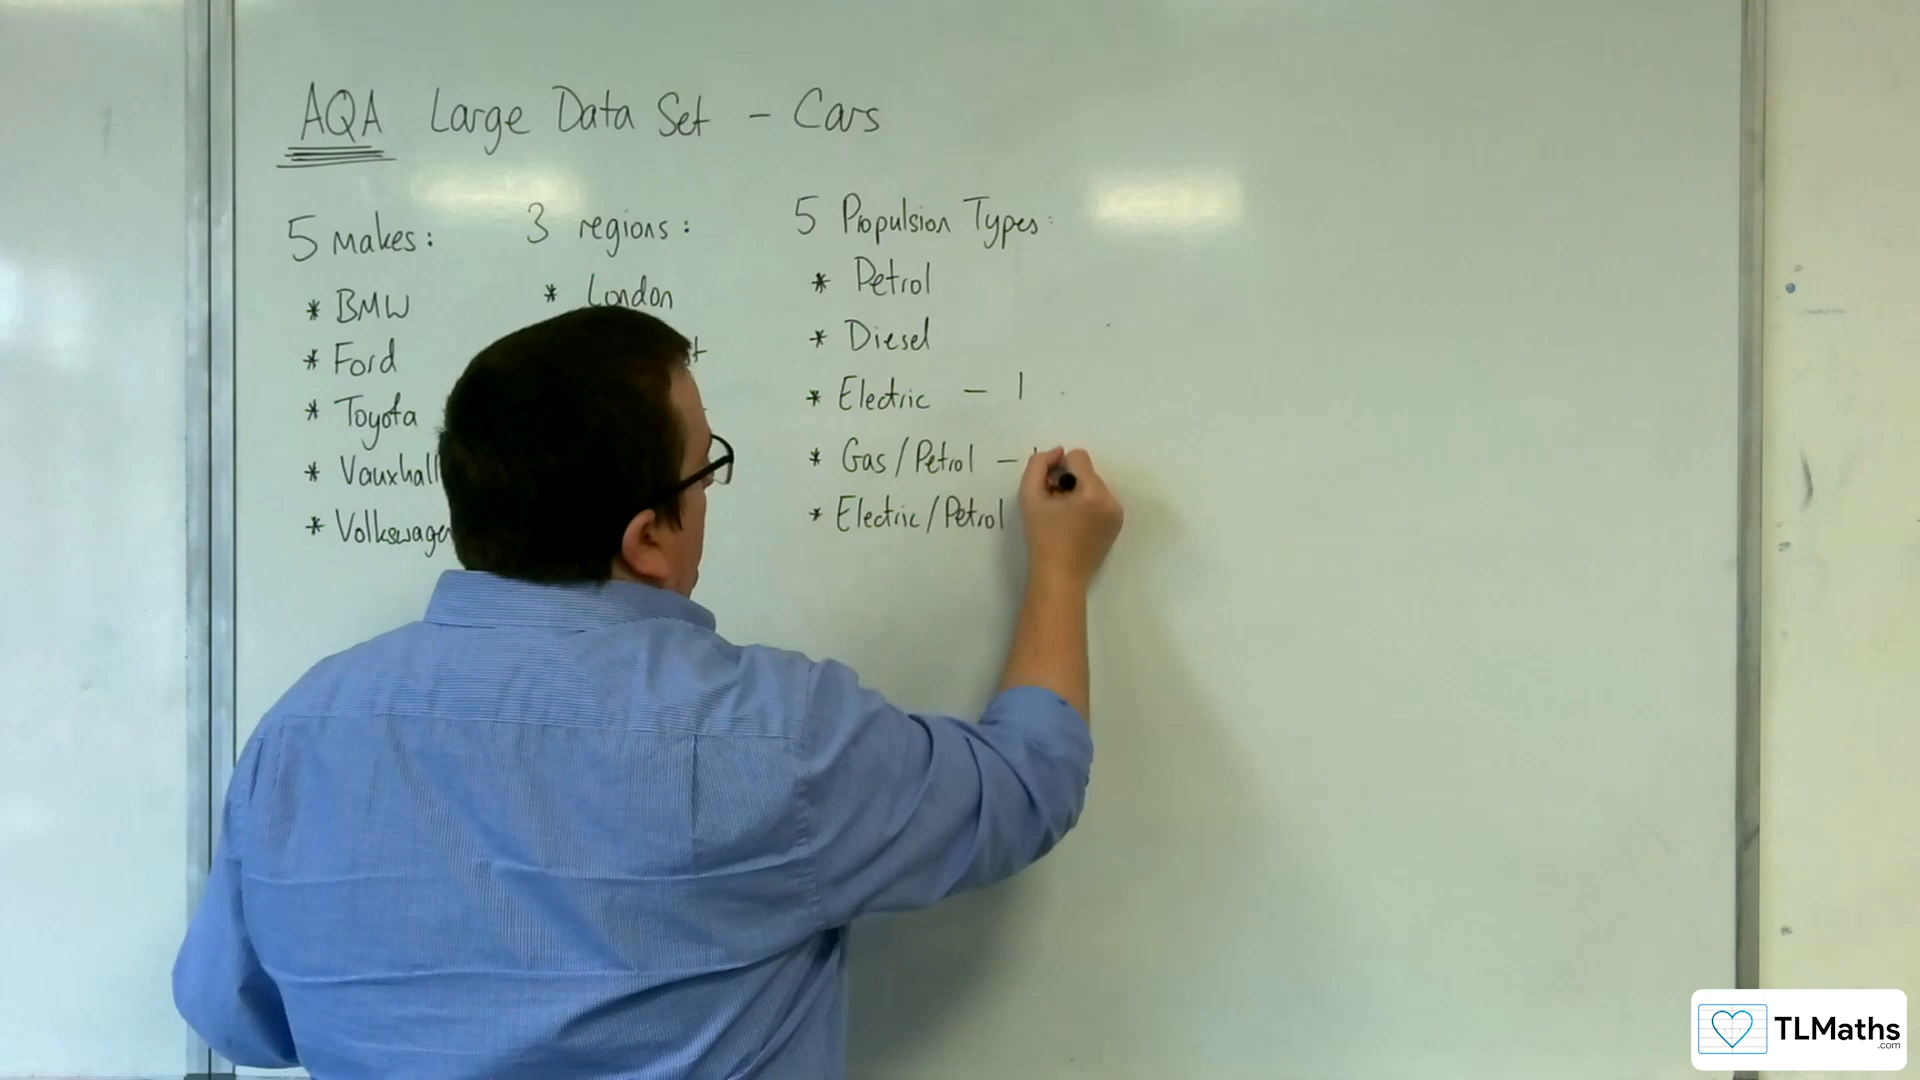 AQA Large Data Set - Cars
5 makes:
* BMW
* Ford
* Toyota
* Vauxhall
* Volkswagen
3 regions:
* London
5 Propulsion Types:
* Petrol
* Diesel
* Electric - 1
* Gas/Petrol -
* Electric/Petrol
TLMaths
.com